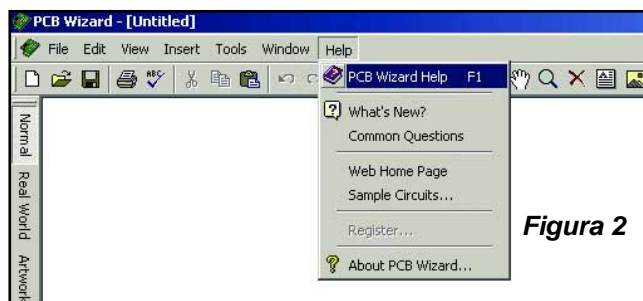 PCB Wizard - [Untitled]
File Edit View Insert Tools Window Help
ABC
PCB Wizard Help F1
What's New?
Common Questions
Web Home Page
Sample Circuits...
Register...
About PCB Wizard...
Normal
Real World
Artwork
Figura 2